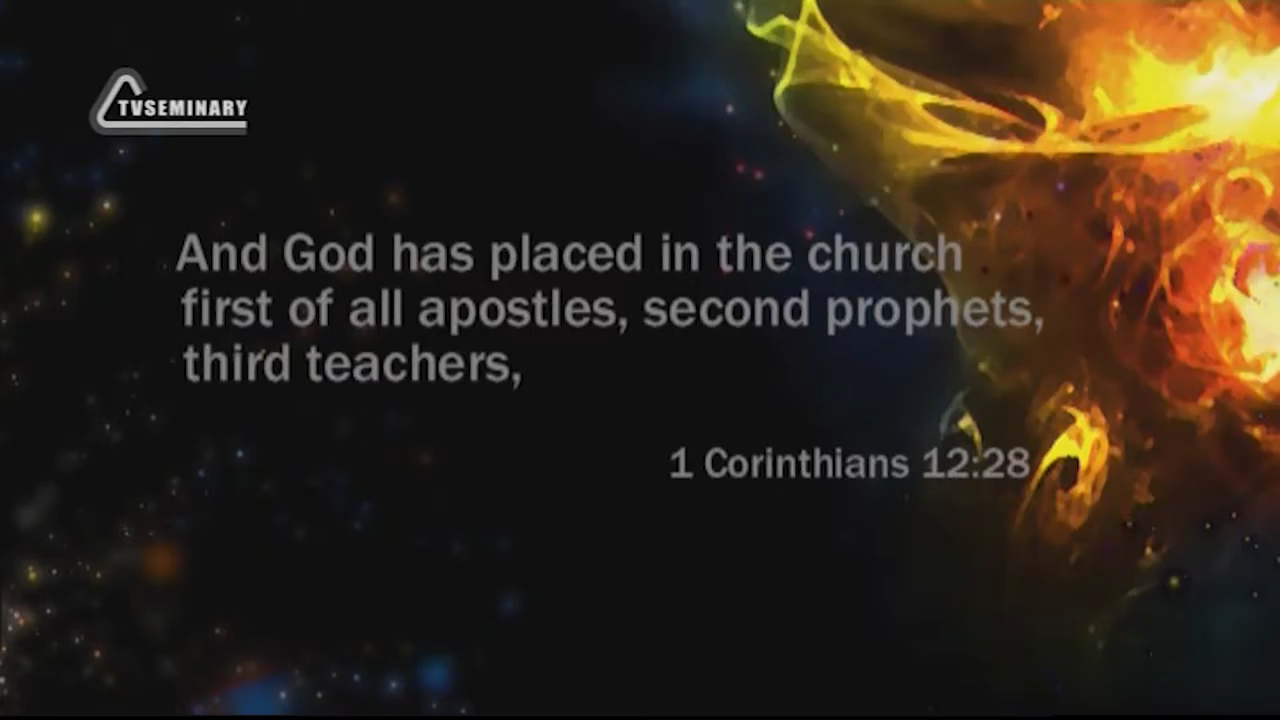 TVSEMINARY
And God has placed in the church
first of all apostles, second prophets,
third teachers,
1 Corinthians 12:28